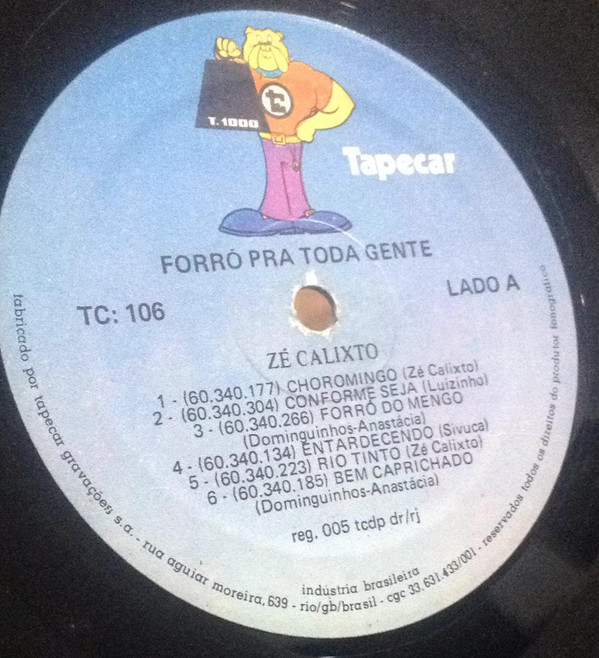 T.1000
Tapecar
FORRÓ PRA TODA GENTE
TC: 106
LADO A
ZÉ CALIXTO
1 - (60.340.177) CHOROMINGO (Zé Calixto)
2 - (60.340.304) CONFORME SEJA (Luizinho)
3 - (60.340.266) FORRÓ DO MENGO
(Dominguinhos-Anastácia)
4 - (60.340.134) ENTARDECENDO (Sivuca)
5 - (60.340.223) RIO TINTO (Zé Calixto)
6 - (60.340.185) BEM CAPRICHADO
(Dominguinhos-Anastácia)
reg. 005 tcdp dr/rj
indústria brasileira
fabricado por tapecar gravações s.a. - rua aguiar moreira, 639 - rio/gb/brasil - cgc 33.631.433/001 - reservados todos os direitos do produtor fonográfico